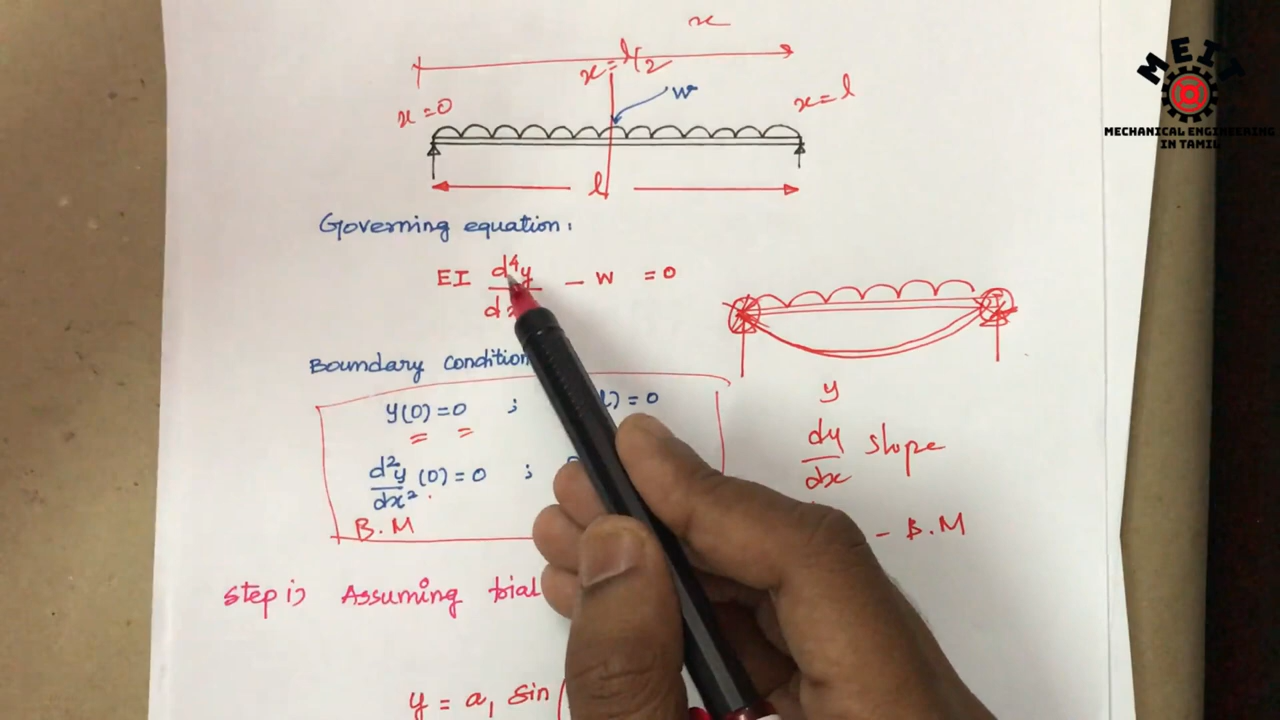 x
x = l/2
w
x = 0
x = l
l
Governing equation:
EI d⁴y — w = 0
d
Boundary condition
y(0) = 0 ; l) = 0
d²y/dx² (0) = 0 ;
B.M
y
dy/dx slope
– B.M
Step i) Assuming trial
y = a₁ sin (
MEIT
MECHANICAL ENGINEERING
IN TAMIL